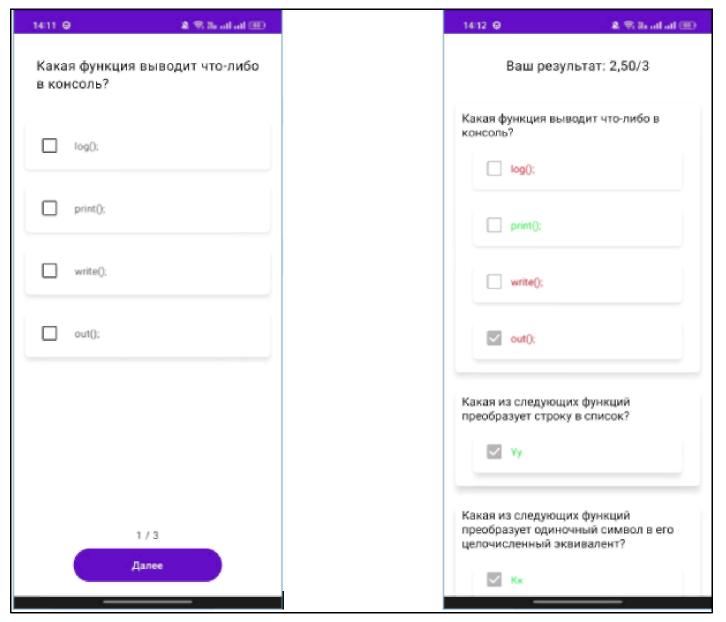 14:11
Какая функция выводит что-либо
в консоль?
log();
print();
write();
out();
1 / 3
Далее
14:12
Ваш результат: 2,50/3
Какая функция выводит что-либо в
консоль?
log();
print();
write();
out();
Какая из следующих функций
преобразует строку в список?
Уу
Какая из следующих функций
преобразует одиночный символ в его
целочисленный эквивалент?
Кк